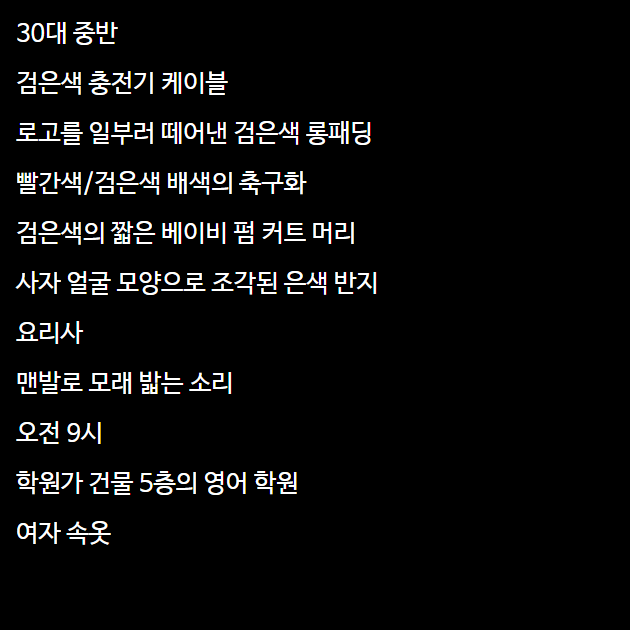 30대 중반
검은색 충전기 케이블
로고를 일부러 떼어낸 검은색 롱패딩
빨간색/검은색 배색의 축구화
검은색의 짧은 베이비 펌 커트 머리
사자 얼굴 모양으로 조각된 은색 반지
요리사
맨발로 모래 밟는 소리
오전 9시
학원가 건물 5층의 영어 학원
여자 속옷